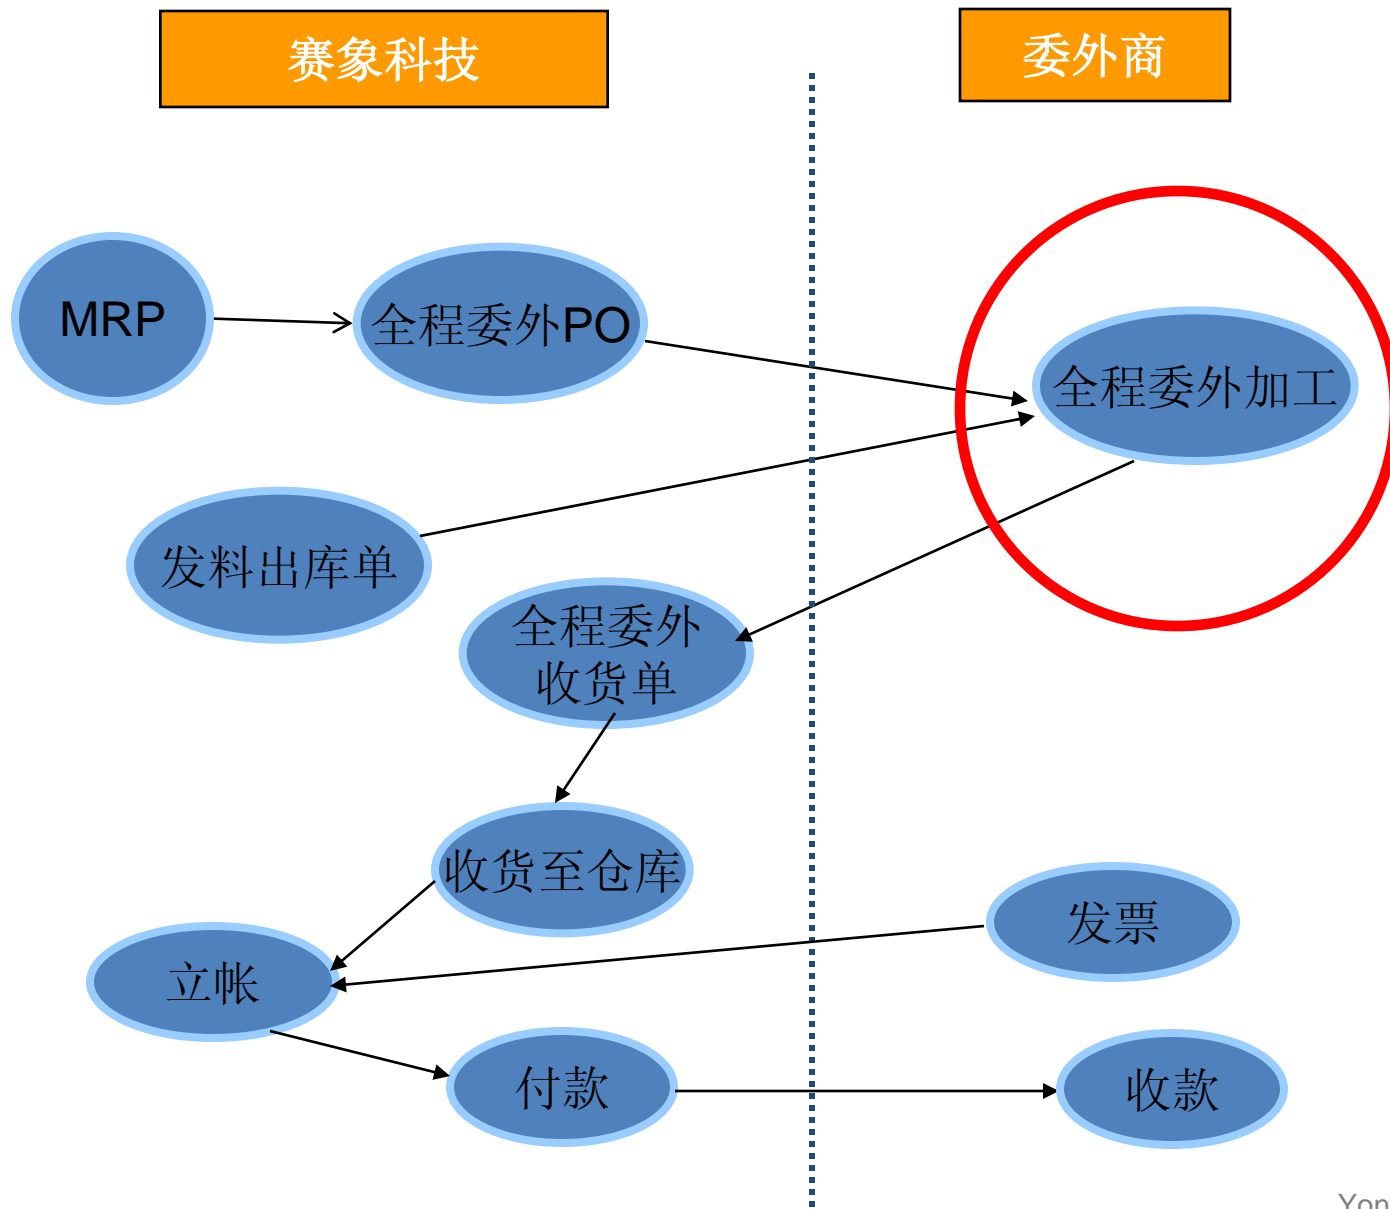 赛象科技
委外商
MRP
全程委外PO
全程委外加工
发料出库单
全程委外
收货单
收货至仓库
发票
立帐
付款
收款
Yon